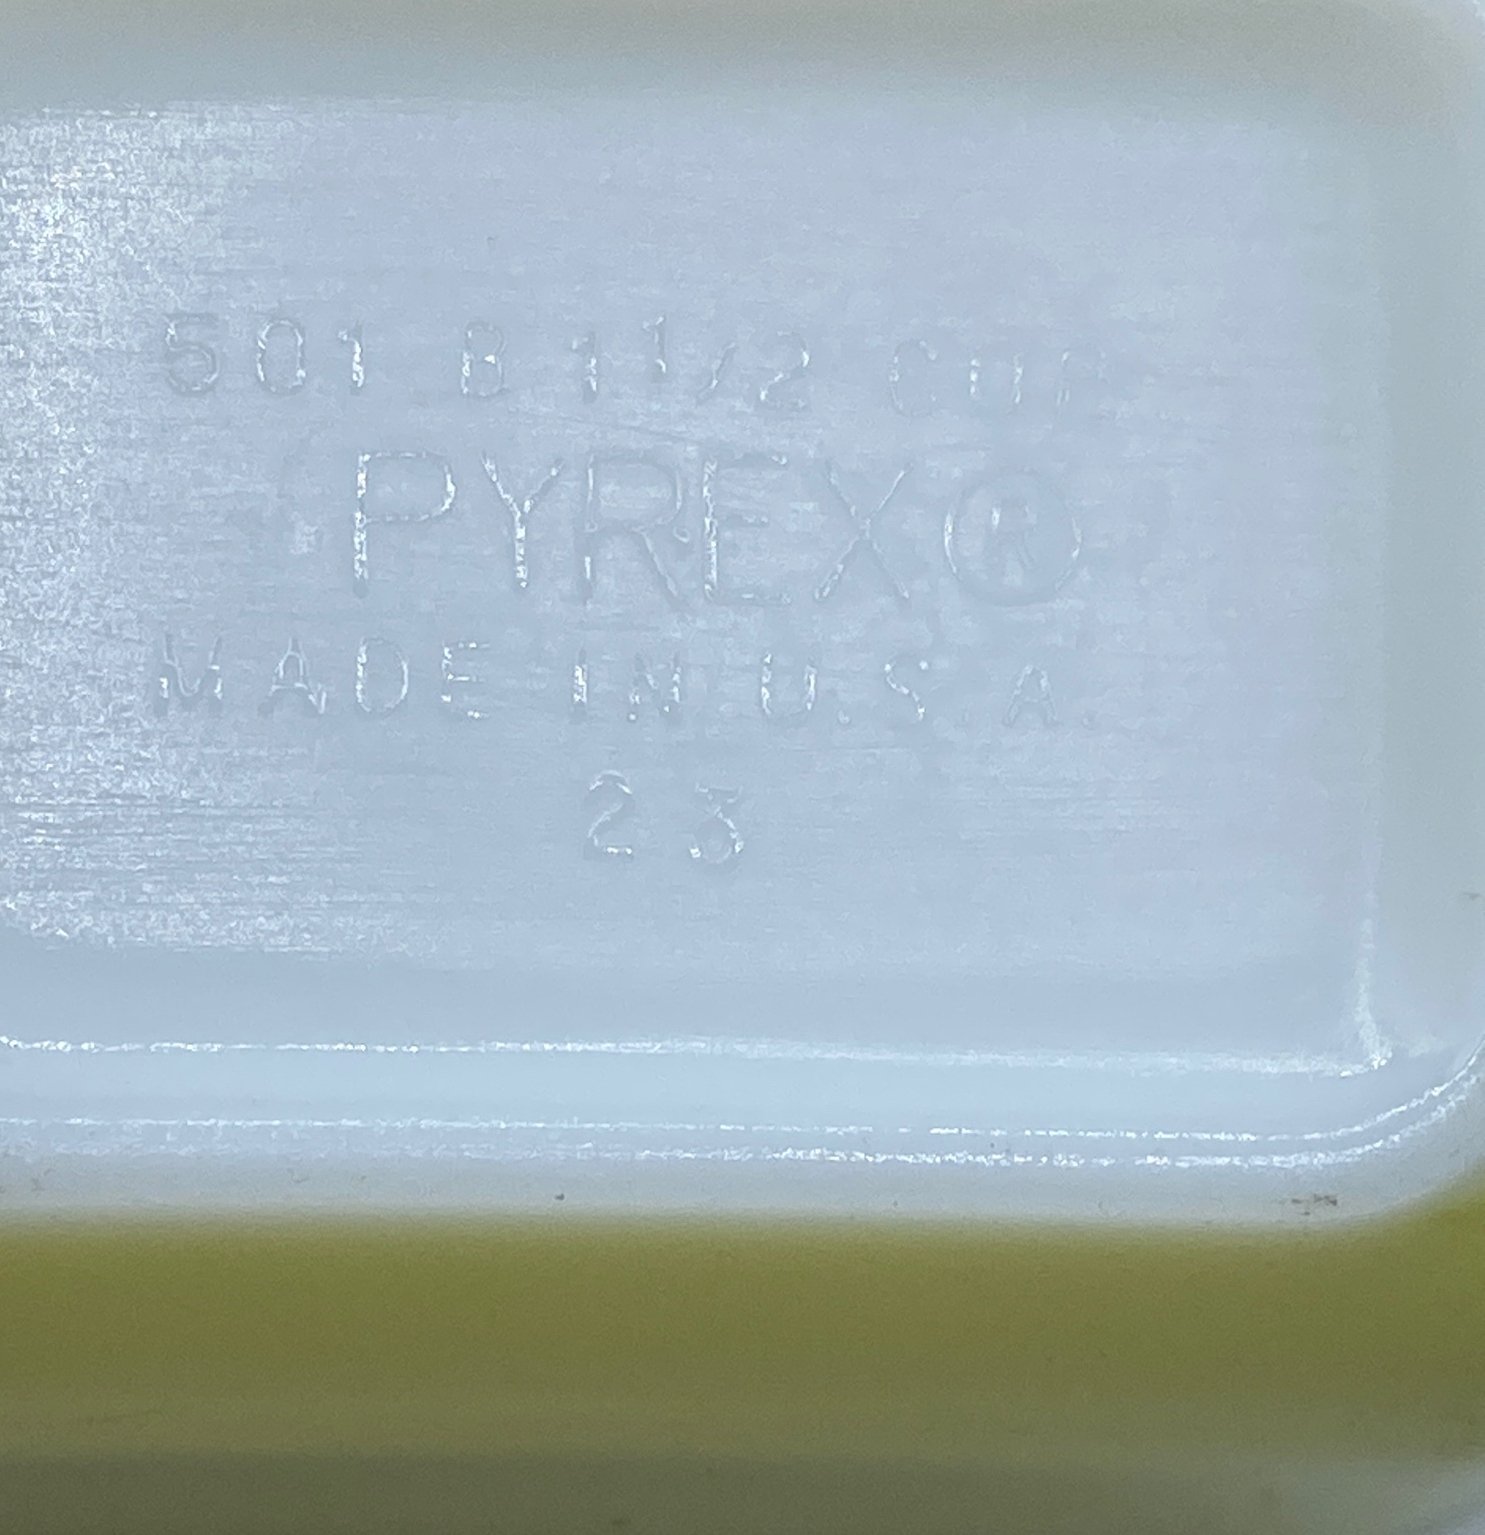 501 B 1 1/2 CUP
PYREX®
MADE IN U.S.A.
23